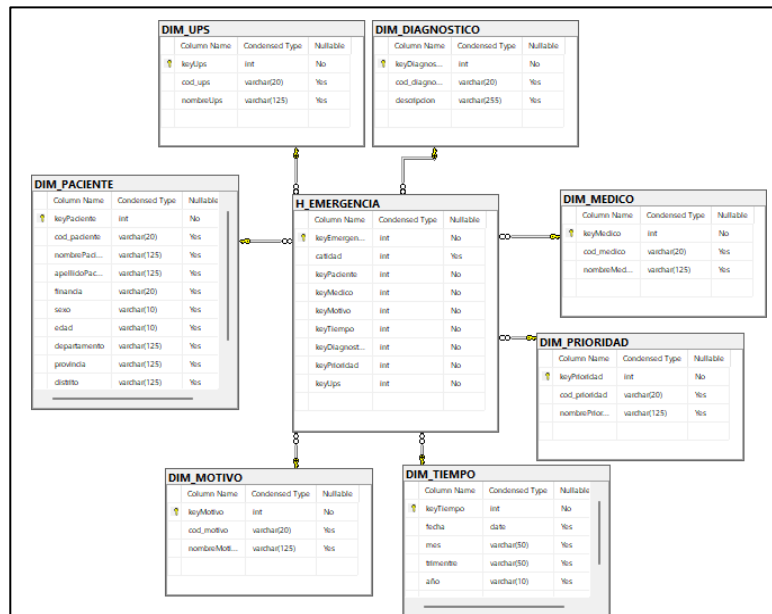 DIM_UPS
Column Name Condensed Type Nullable
keyUps int No
cod_ups varchar(20) Yes
nombreUps varchar(125) Yes
DIM_DIAGNOSTICO
Column Name Condensed Type Nullable
keyDiagnos... int No
cod_diagno... varchar(20) Yes
descripcion varchar(255) Yes
DIM_PACIENTE
Column Name Condensed Type Nullable
keyPaciente int No
cod_paciente varchar(20) Yes
nombrePaci... varchar(125) Yes
apellidoPac... varchar(125) Yes
financia varchar(20) Yes
sexo varchar(10) Yes
edad varchar(10) Yes
departamento varchar(125) Yes
provincia varchar(125) Yes
distrito varchar(125) Yes
H_EMERGENCIA
Column Name Condensed Type Nullable
keyEmergen... int No
catidad int Yes
keyPaciente int No
keyMedico int No
keyMotivo int No
keyTiempo int No
keyDiagnost... int No
keyPrioridad int No
keyUps int No
DIM_MEDICO
Column Name Condensed Type Nullable
keyMedico int No
cod_medico varchar(20) Yes
nombreMed... varchar(125) Yes
DIM_PRIORIDAD
Column Name Condensed Type Nullable
keyPrioridad int No
cod_prioridad varchar(20) Yes
nombrePrior... varchar(125) Yes
DIM_MOTIVO
Column Name Condensed Type Nullable
keyMotivo int No
cod_motivo varchar(20) Yes
nombreMoti... varchar(125) Yes
DIM_TIEMPO
Column Name Condensed Type Nullable
keyTiempo int No
fecha date Yes
mes varchar(50) Yes
trimentre varchar(50) Yes
año varchar(10) Yes